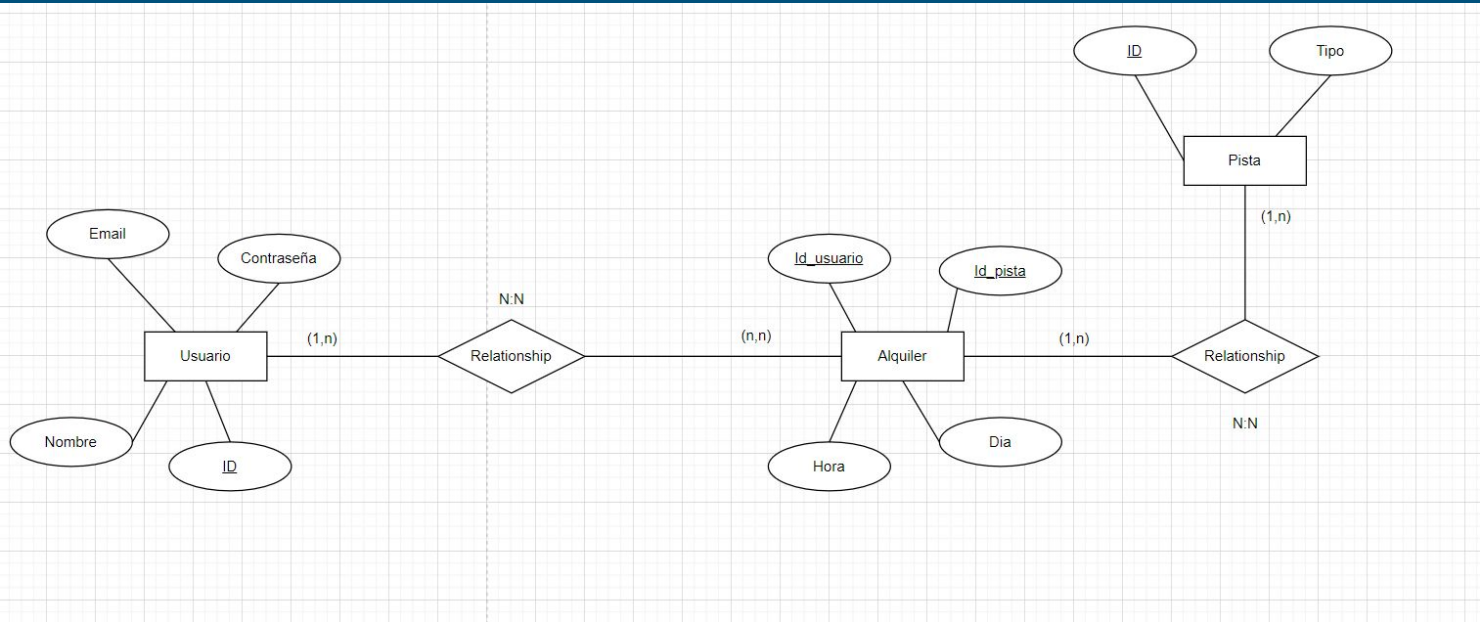 ID
Tipo
Pista
(1,n)
Email
Contraseña
Id_usuario
Id_pista
N:N
Usuario
(1,n)
Relationship
(n,n)
Alquiler
(1,n)
Relationship
N:N
Nombre
ID
Hora
Dia